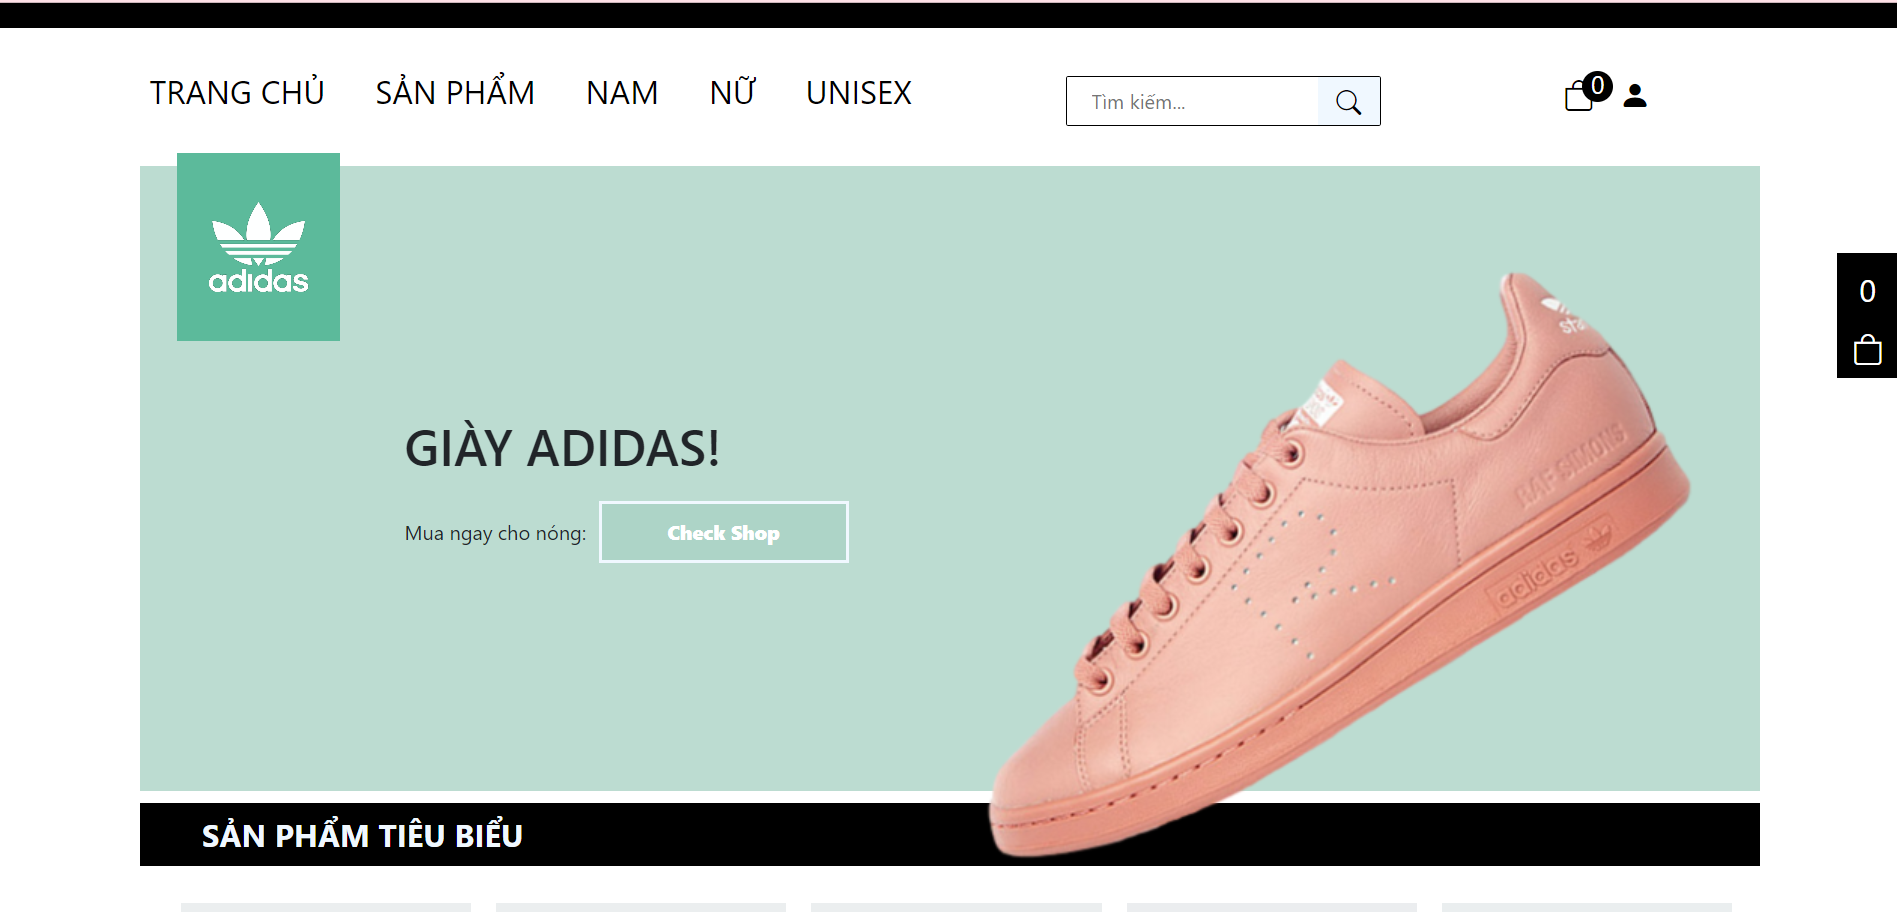 TRANG CHỦ SẢN PHẨM NAM NỮ UNISEX
Tìm kiếm...
0
adidas
0
GIÀY ADIDAS!
Mua ngay cho nóng: Check Shop
RAF SIMONS
adidas
SẢN PHẨM TIÊU BIỂU